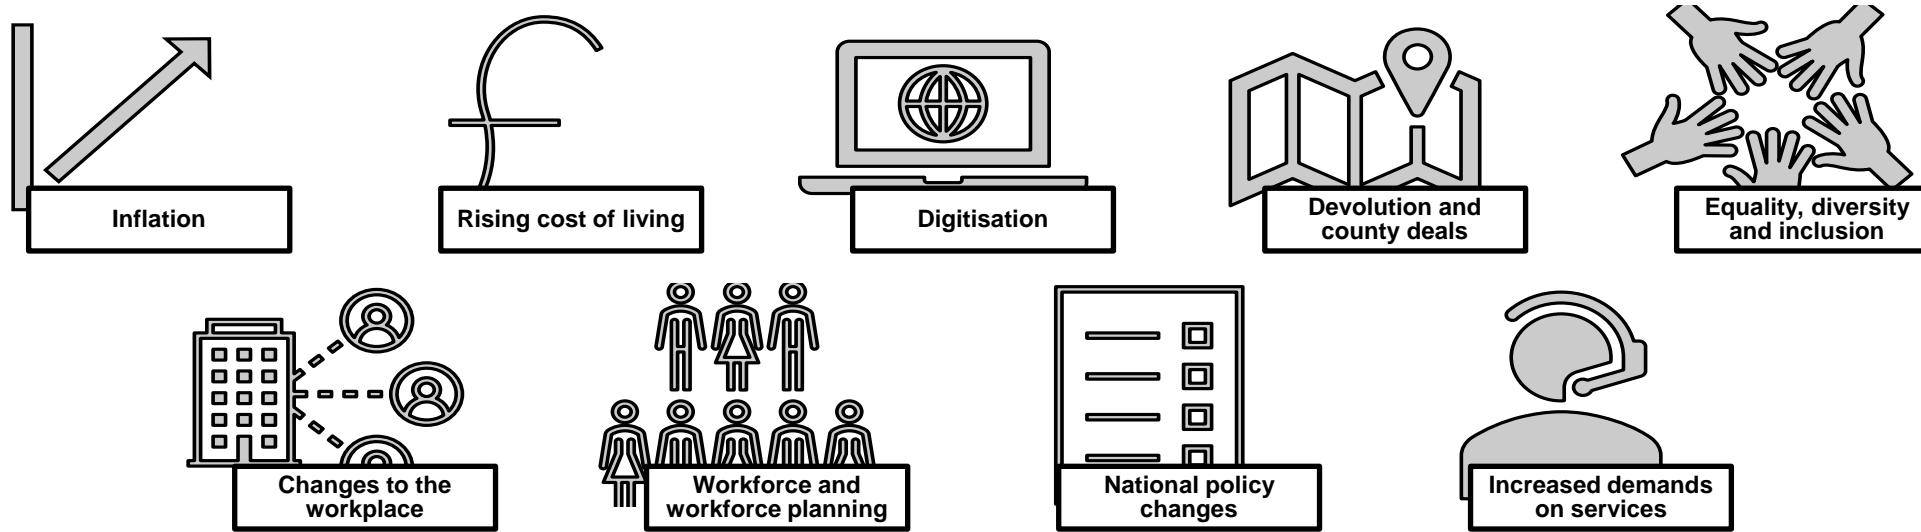 Inflation
Rising cost of living
Digitisation
Devolution and
county deals
Equality, diversity
and inclusion
Changes to the
workplace
Workforce and
workforce planning
National policy
changes
Increased demands
on services